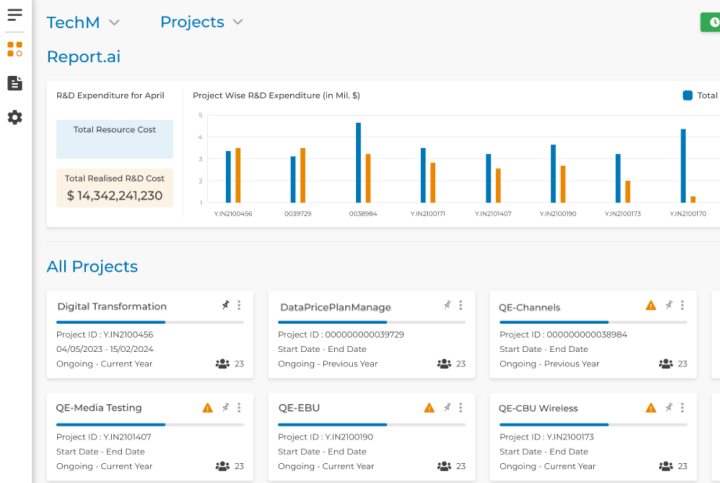 TechM
Projects
Report.ai
R&D Expenditure for April
Project Wise R&D Expenditure (in Mil. $)
Total
Total Resource Cost
Total Realised R&D Cost
$ 14,342,241,230
5
4
3
2
1
Y.IN2100456
0039729
0038984
Y.IN2100171
Y.IN2101407
Y.IN2100190
Y.IN2100173
Y.IN2100170
All Projects
Digital Transformation
Project ID : Y.IN2100456
04/05/2023 - 15/02/2024
Ongoing - Current Year
23
DataPricePlanManage
Project ID : 000000000039729
Start Date - End Date
Ongoing - Previous Year
23
QE-Channels
Project ID : 000000000038984
Start Date - End Date
Ongoing - Previous Year
23
QE-Media Testing
Project ID : Y.IN2101407
Start Date - End Date
Ongoing - Current Year
23
QE-EBU
Project ID : Y.IN2100190
Start Date - End Date
Ongoing - Current Year
23
QE-CBU Wireless
Project ID : Y.IN2100173
Start Date - End Date
Ongoing - Current Year
23